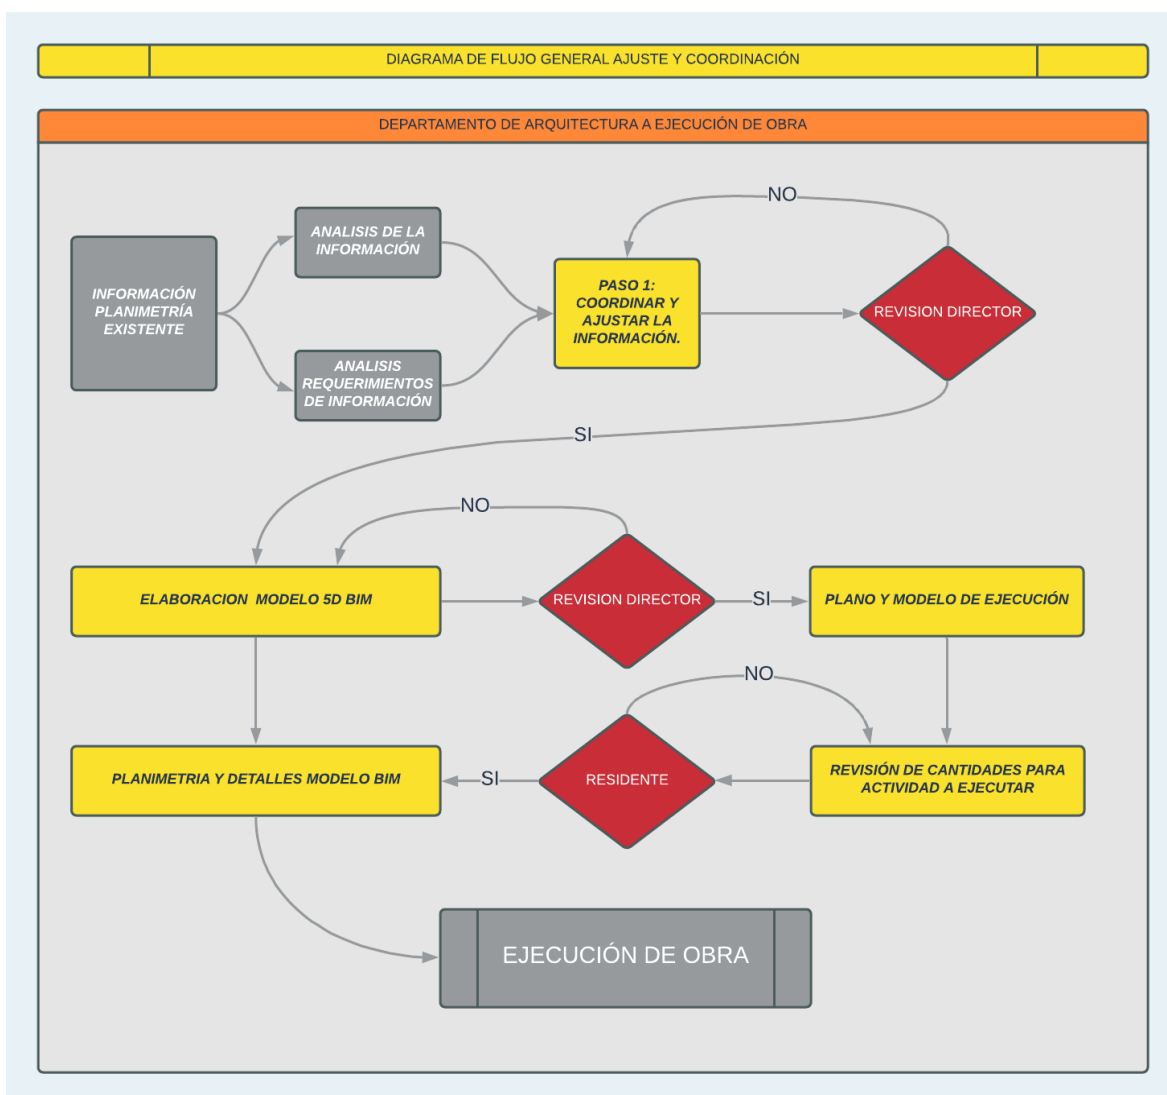 DIAGRAMA DE FLUJO GENERAL AJUSTE Y COORDINACIÓN
DEPARTAMENTO DE ARQUITECTURA A EJECUCIÓN DE OBRA
INFORMACIÓN
PLANIMETRÍA
EXISTENTE
ANALISIS DE LA
INFORMACIÓN
ANALISIS
REQUERIMIENTOS
DE INFORMACIÓN
PASO 1:
COORDINAR Y
AJUSTAR LA
INFORMACIÓN.
NO
REVISION DIRECTOR
SI
NO
ELABORACION  MODELO 5D BIM
REVISION DIRECTOR
SI
PLANO Y MODELO DE EJECUCIÓN
NO
PLANIMETRIA Y DETALLES MODELO BIM
SI
RESIDENTE
REVISIÓN DE CANTIDADES PARA
ACTIVIDAD A EJECUTAR
EJECUCIÓN DE OBRA